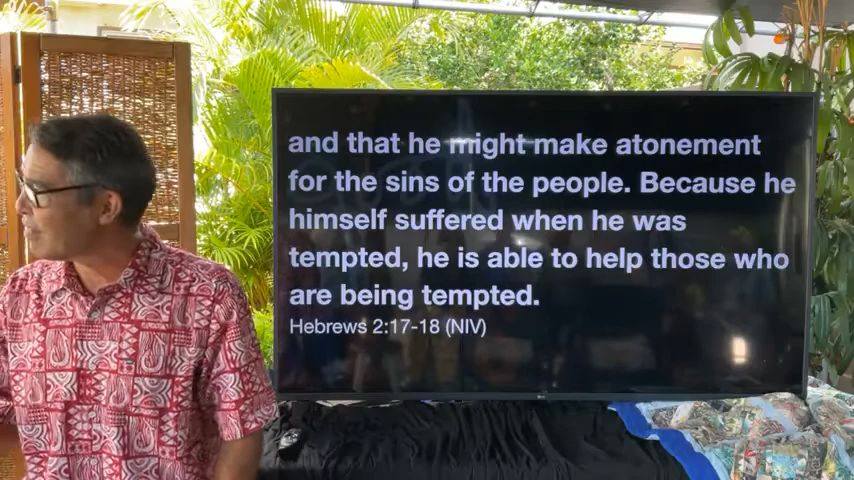 and that he might make atonement
for the sins of the people. Because he
himself suffered when he was
tempted, he is able to help those who
are being tempted.
Hebrews 2:17-18 (NIV)
LG